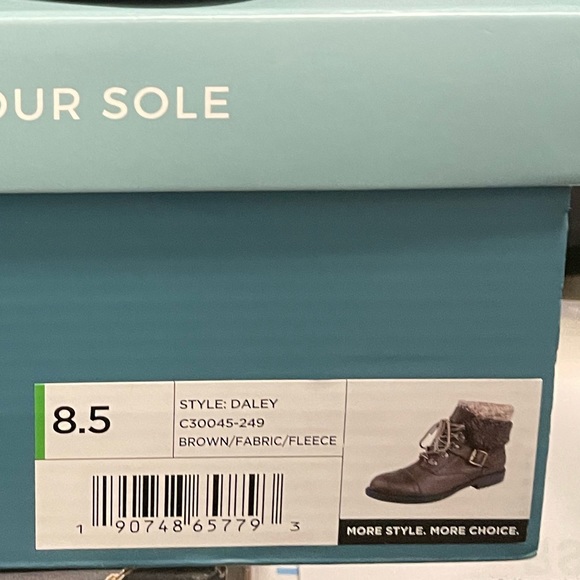 OUR SOLE
8.5
STYLE: DALEY
C30045-249
BROWN/FABRIC/FLEECE
1 90748 65779 3
MORE STYLE. MORE CHOICE.